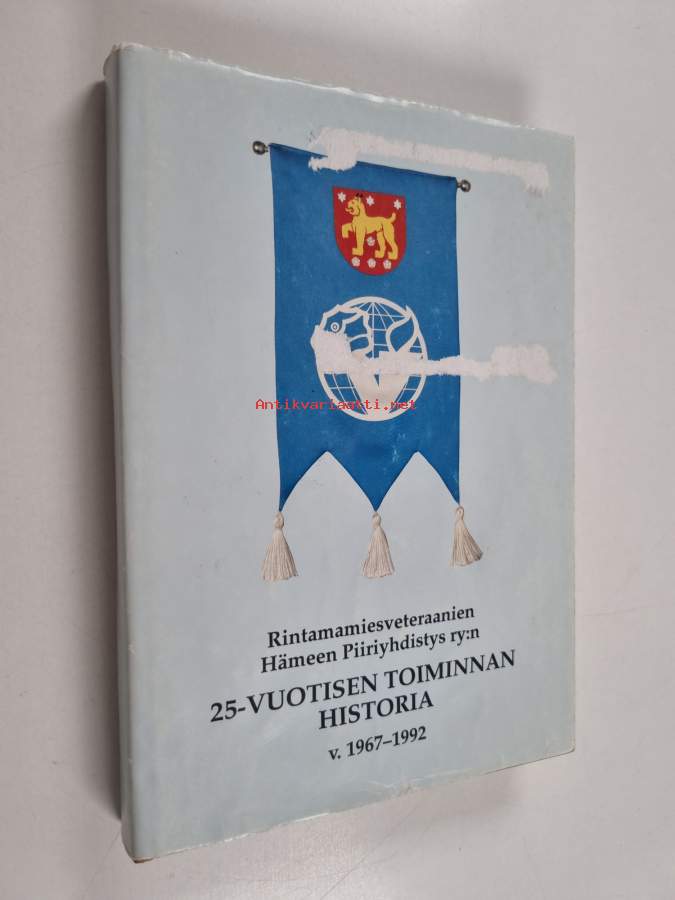 Antikvariaatti.net
Rintamamiesveteraanien
Hämeen Piiriyhdistys ry:n
25-VUOTISEN TOIMINNAN
HISTORIA
v. 1967–1992